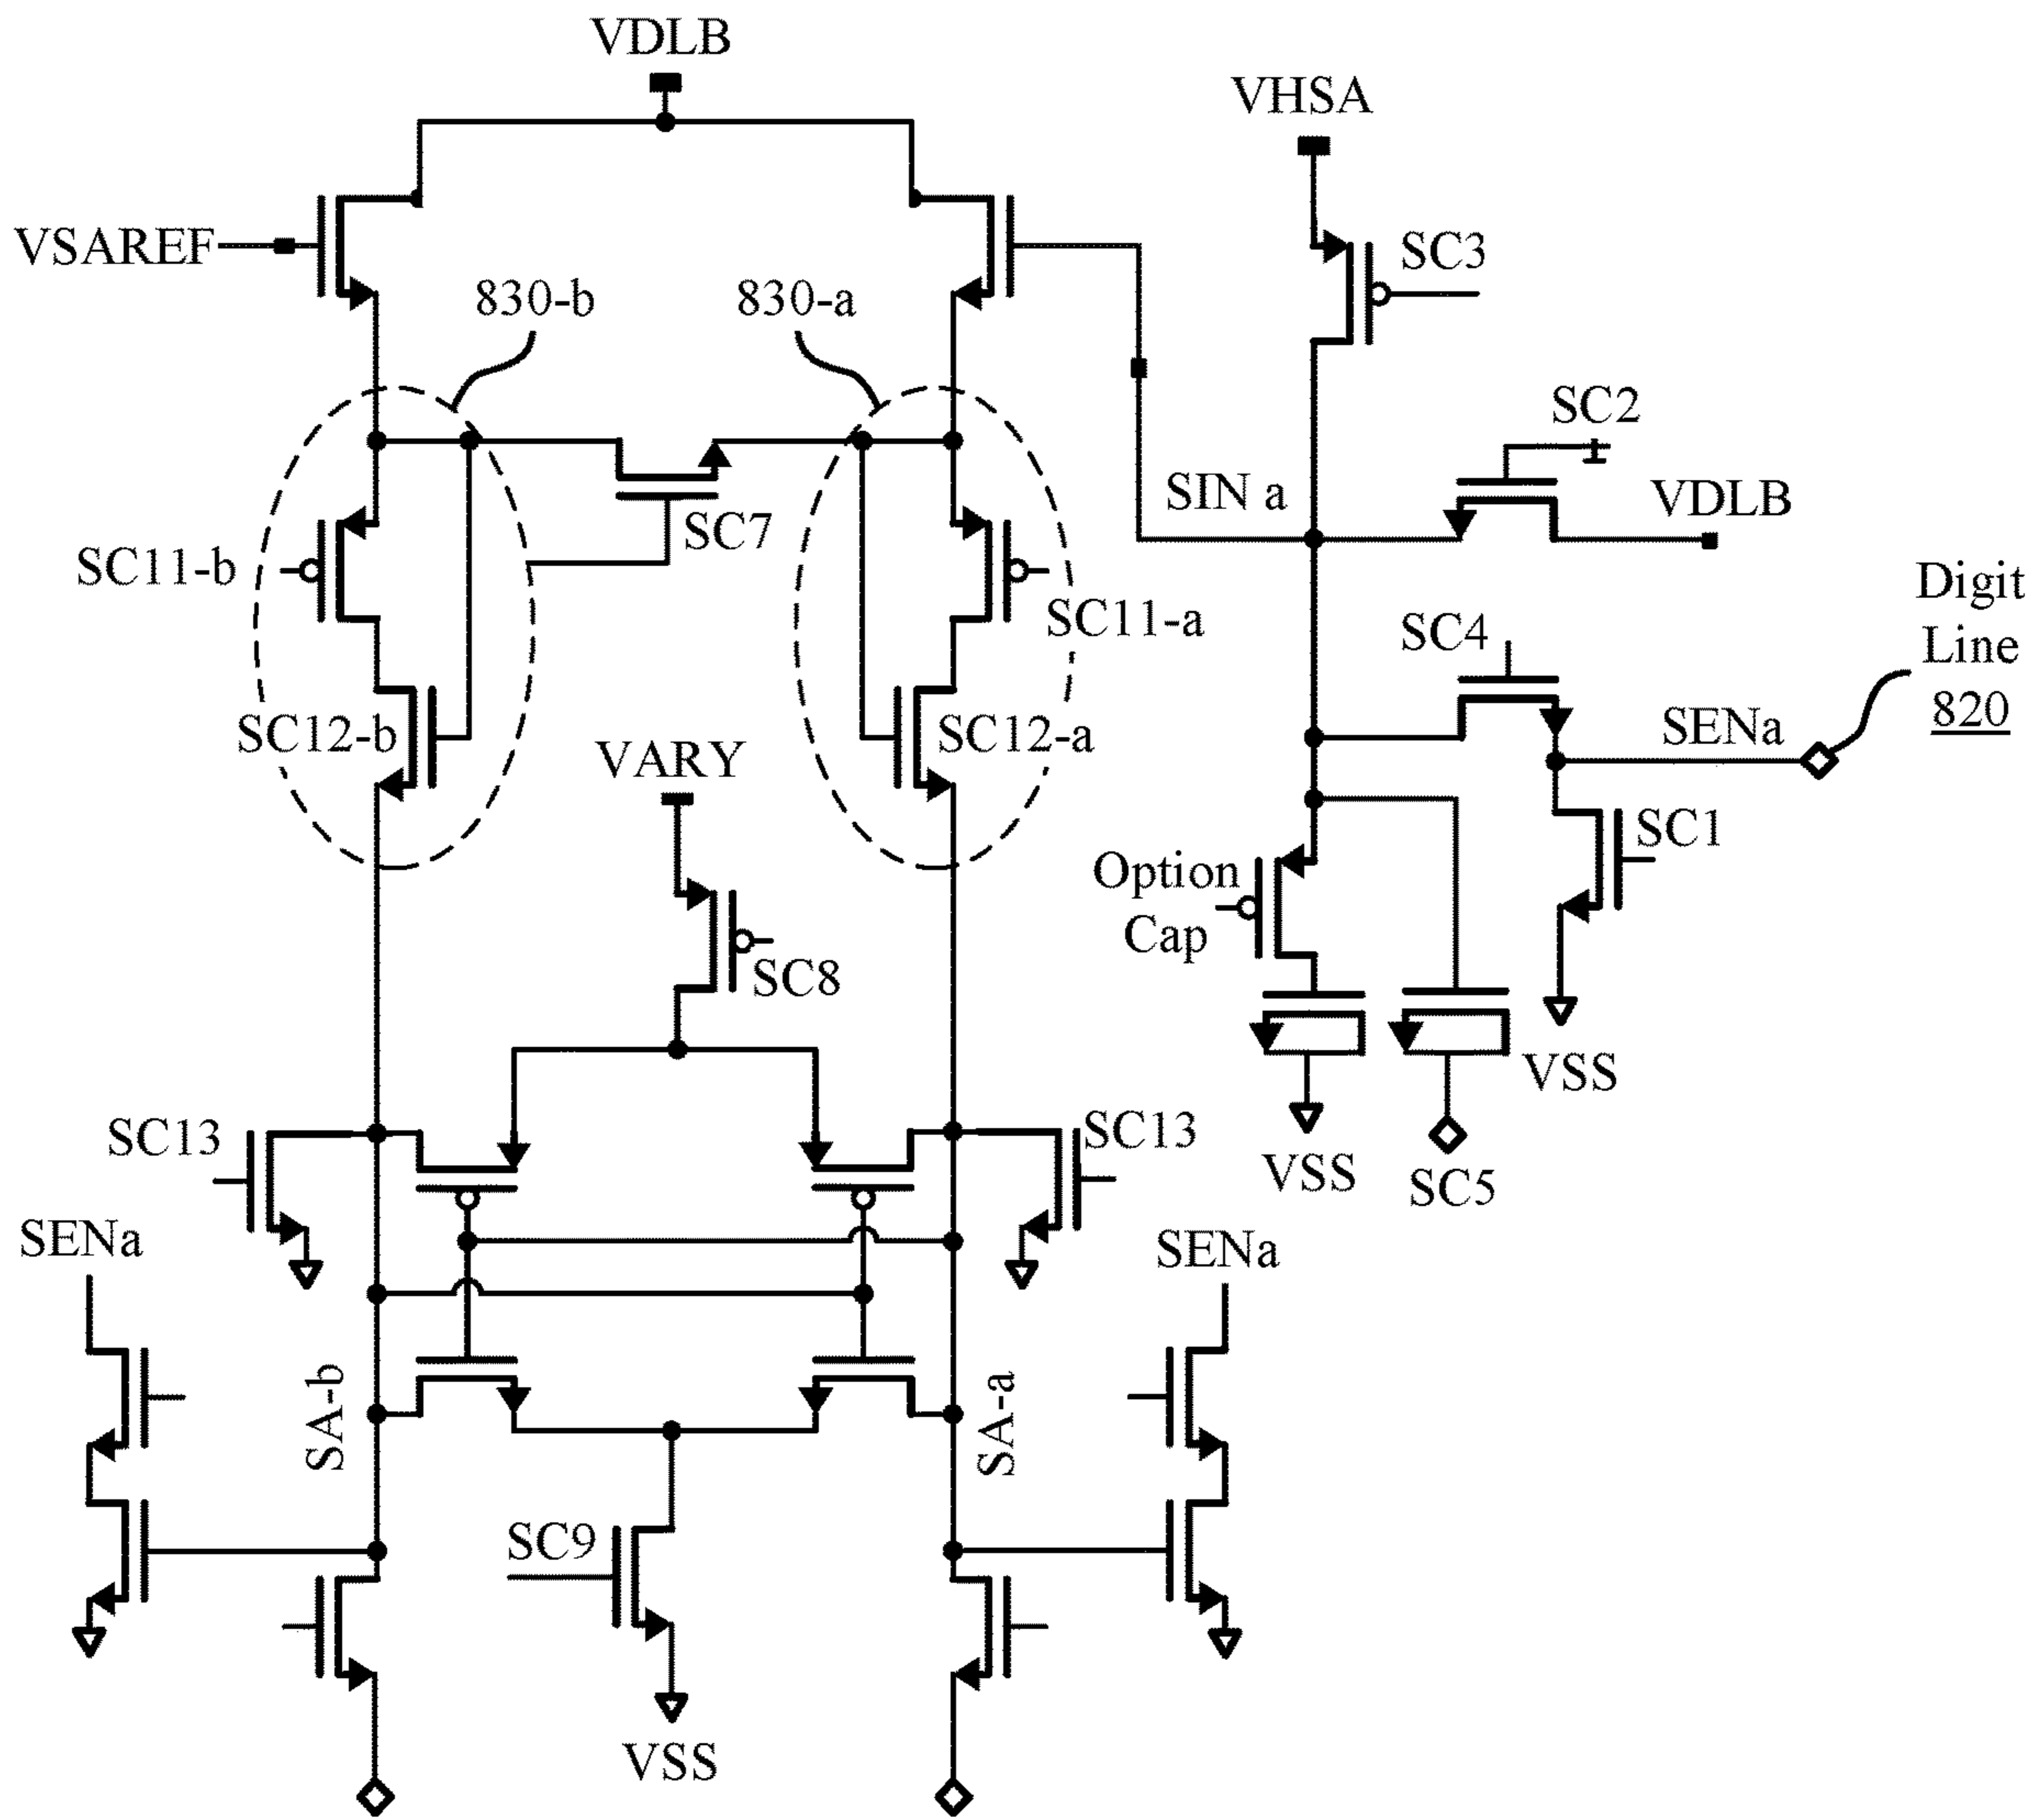 VDLB
VHSA
VSAREF
SC3
830-b
830-a
SC2
SIN a
VDLB
SC7
SC11-b
SC11-a
Digit
Line
820
SC4
SENa
SC12-b
SC12-a
VARY
SC1
Option
Cap
SC8
VSS
SC13
SC13
VSS
SC5
SENa
SENa
SA-b
SA-a
SC9
VSS